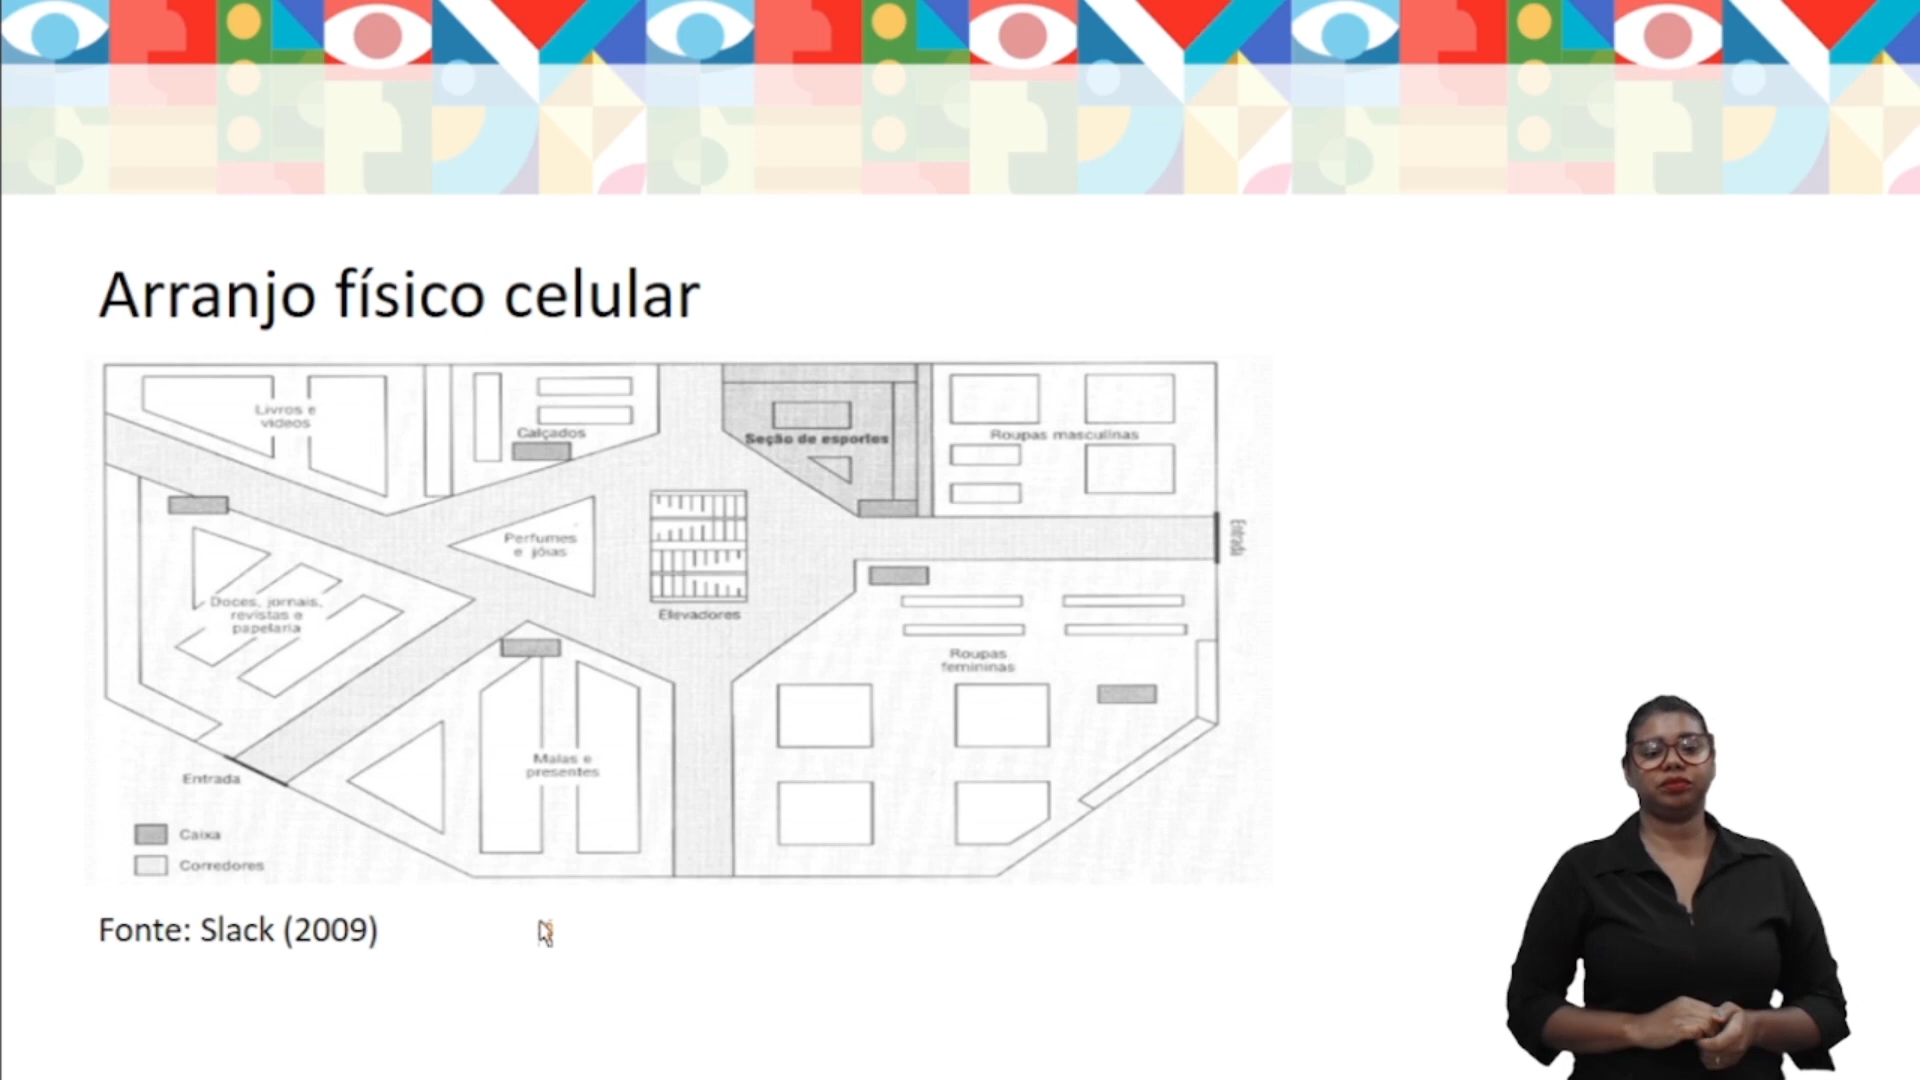 Arranjo físico celular
Livros e
vídeos
Calçados
Seção de esportes
Roupas masculinas
Perfumes
e jóias
Entrada
Doces, jornais,
revistas e
papelaria
Elevadores
Roupas
femininas
Malas e
presentes
Entrada
Caixa
Corredores
Fonte: Slack (2009)